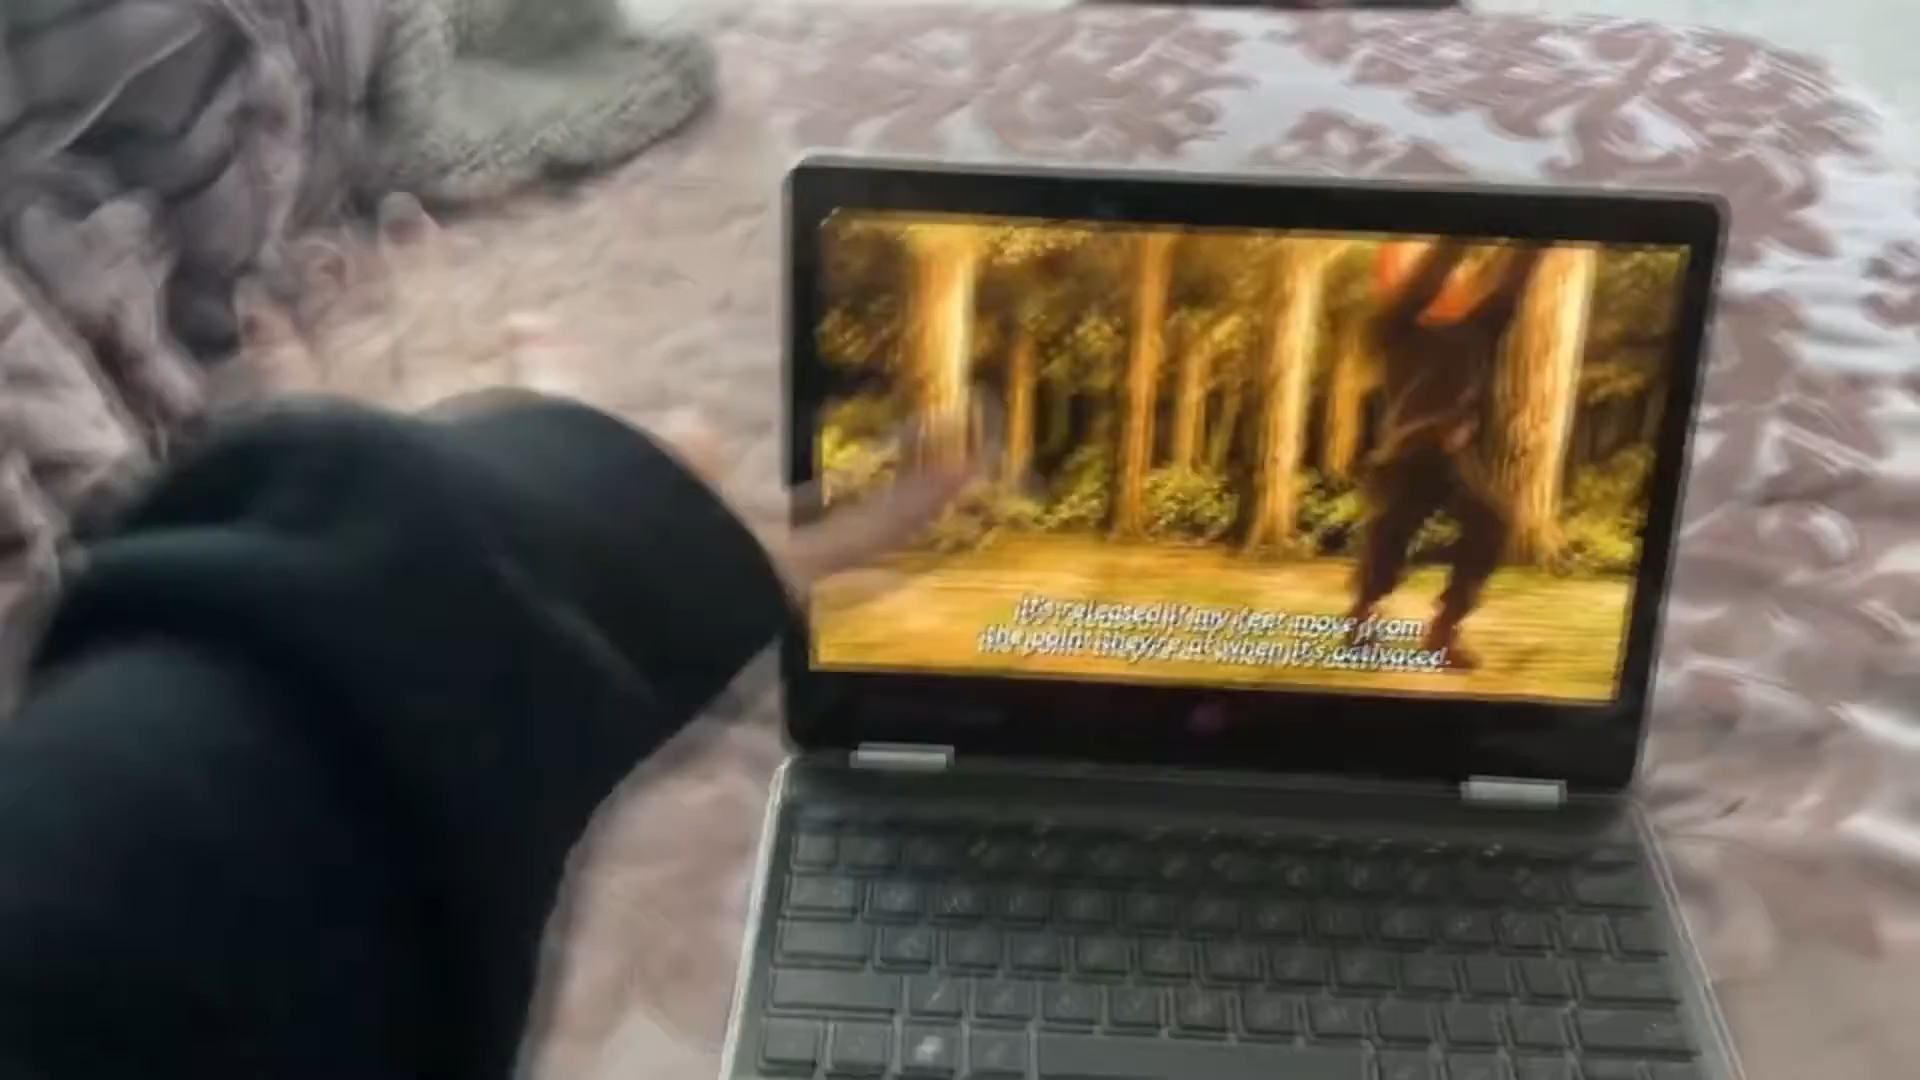 It's released if my feet move from
the point they're at when it's activated.